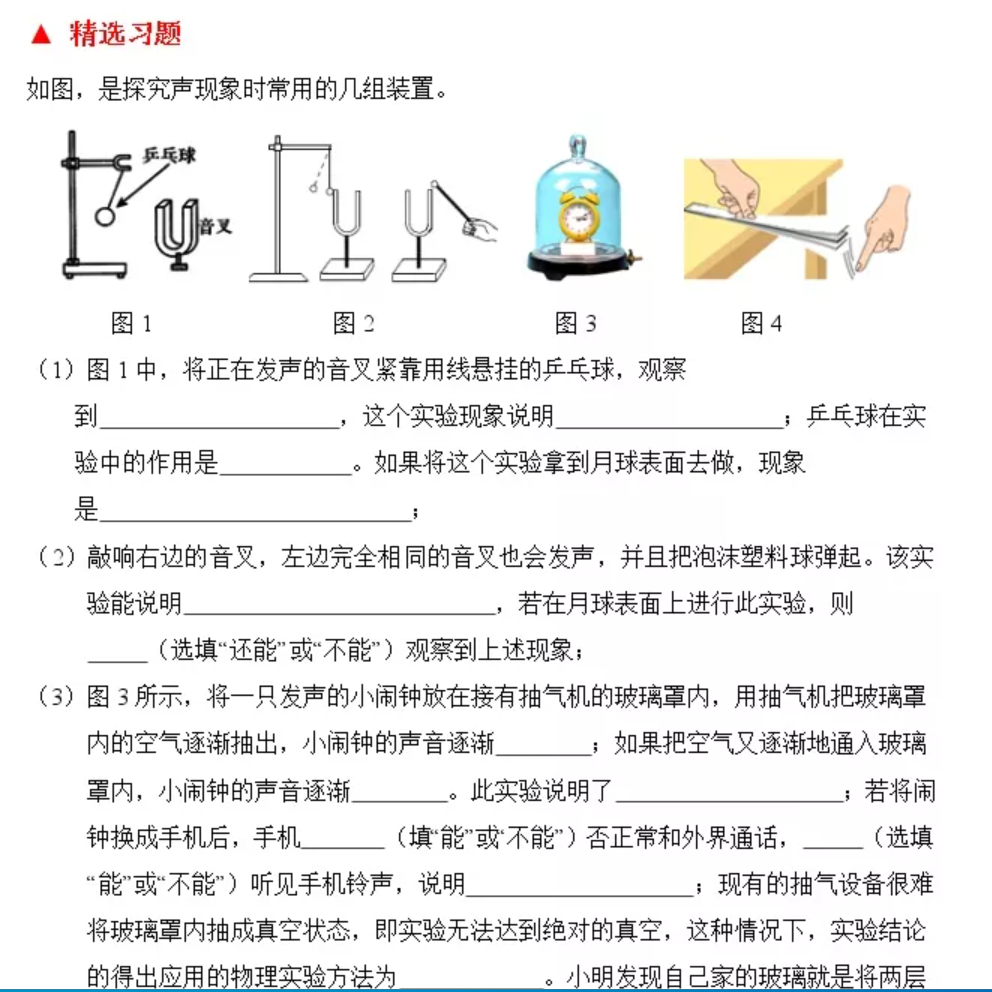 ▲ 精选习题
如图，是探究声现象时常用的几组装置。
乒乓球
音叉
图 1 图 2 图 3 图 4
（1）图 1 中，将正在发声的音叉紧靠用线悬挂的乒乓球，观察
到____________________，这个实验现象说明___________________；乒乓球在实
验中的作用是___________。如果将这个实验拿到月球表面去做，现象
是__________________________；
（2）敲响右边的音叉，左边完全相同的音叉也会发声，并且把泡沫塑料球弹起。该实
验能说明__________________________，若在月球表面上进行此实验，则
_____（选填“还能”或“不能”）观察到上述现象；
（3）图 3 所示，将一只发声的小闹钟放在接有抽气机的玻璃罩内，用抽气机把玻璃罩
内的空气逐渐抽出，小闹钟的声音逐渐________；如果把空气又逐渐地通入玻璃
罩内，小闹钟的声音逐渐________。此实验说明了___________________；若将闹
钟换成手机后，手机_______（填“能”或“不能”）否正常和外界通话，_____（选填
“能”或“不能”）听见手机铃声，说明___________________；现有的抽气设备很难
将玻璃罩内抽成真空状态，即实验无法达到绝对的真空，这种情况下，实验结论
的得出应用的物理实验方法为____________。小明发现自己家的玻璃就是将两层